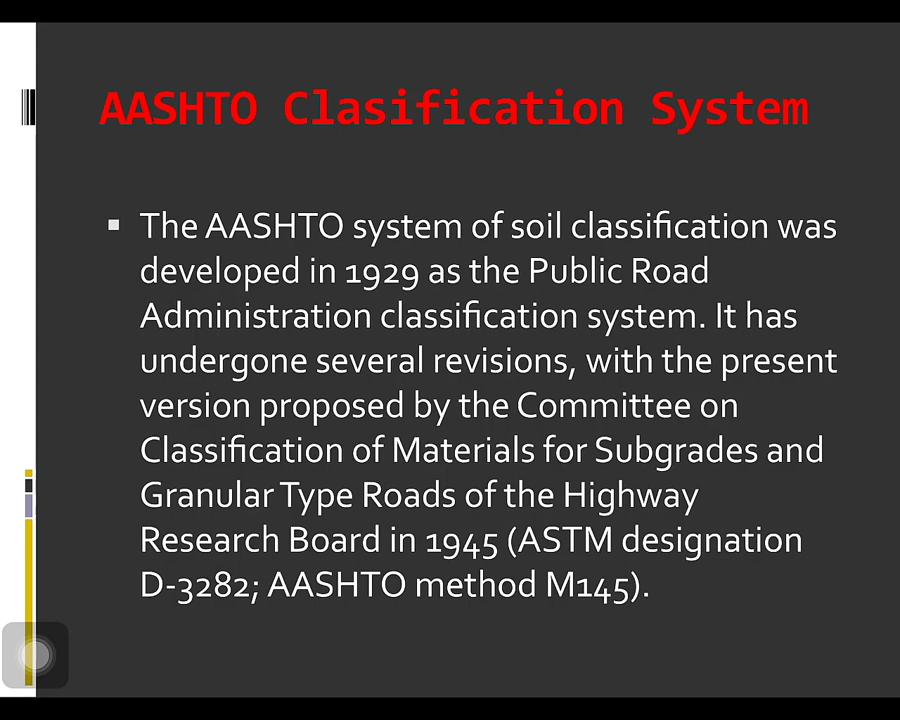 AASHTO Clasification System
The AASHTO system of soil classification was
developed in 1929 as the Public Road
Administration classification system. It has
undergone several revisions, with the present
version proposed by the Committee on
Classification of Materials for Subgrades and
Granular Type Roads of the Highway
Research Board in 1945 (ASTM designation
D-3282; AASHTO method M145).